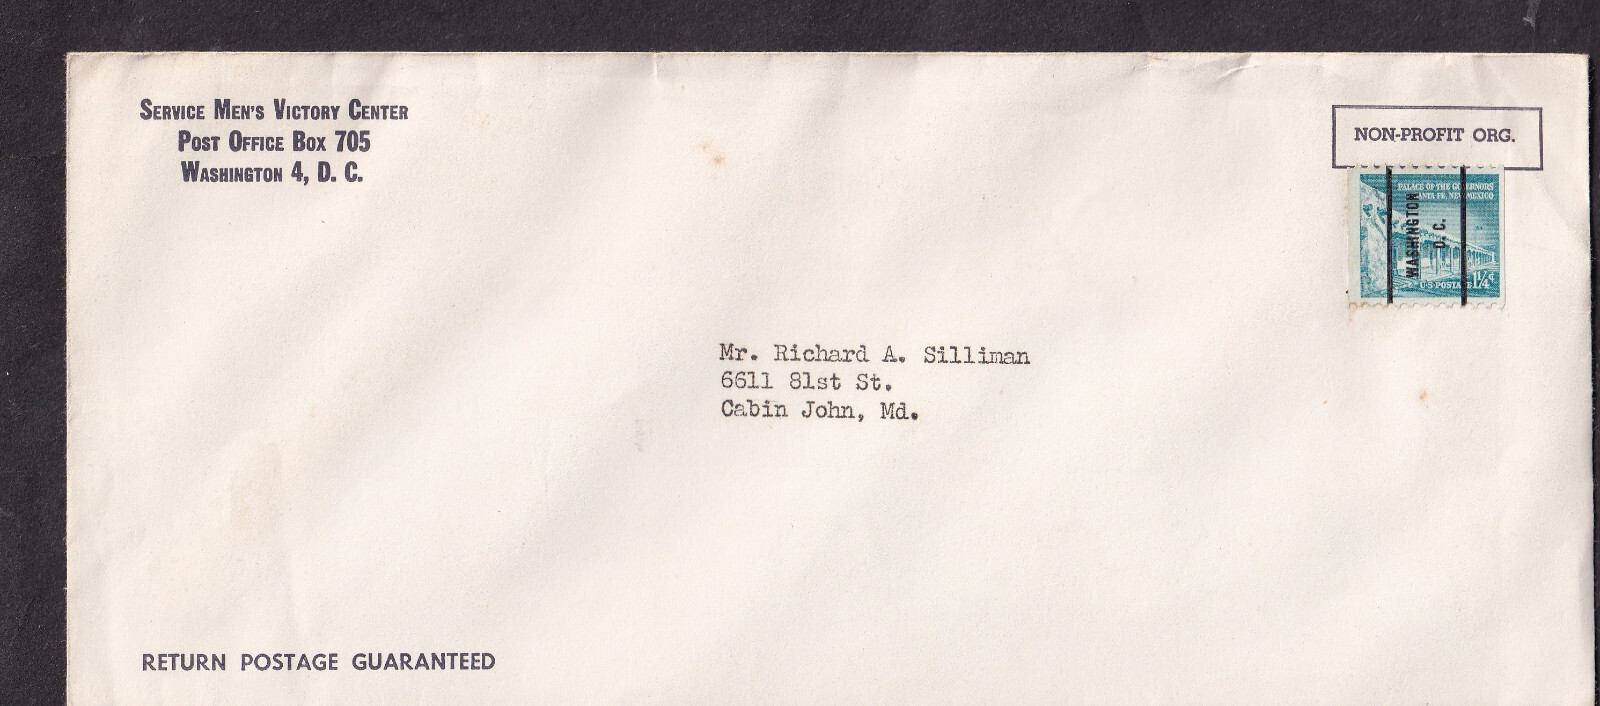 Service Men's Victory Center
Post Office Box 705
Washington 4, D. C.
NON-PROFIT ORG.
PALACE OF THE GOVERNORS
SANTA FE, NEW MEXICO
WASHINGTON
D. C.
U·S·POSTAGE 1¼¢
Mr. Richard A. Silliman
6611 81st St.
Cabin John, Md.
RETURN POSTAGE GUARANTEED